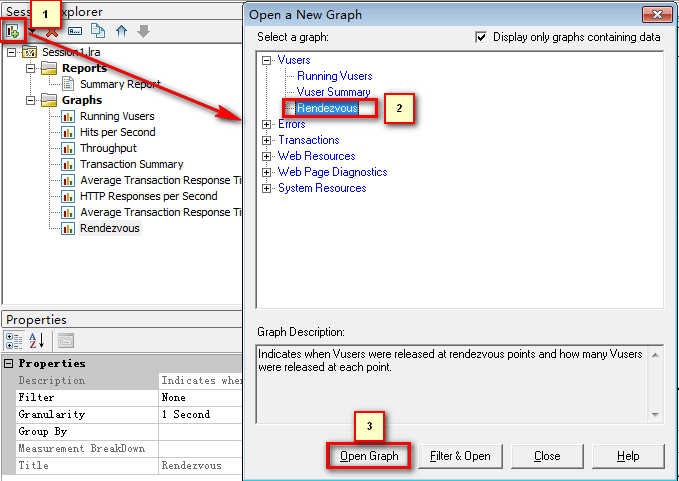 Session Explorer
1
Session1.lra
Reports
Summary Report
Graphs
Running Vusers
Hits per Second
Throughput
Transaction Summary
Average Transaction Response Ti
HTTP Responses per Second
Average Transaction Response Ti
Rendezvous
Properties
A
Z
Properties
Description Indicates whe
Filter None
Granularity 1 Second
Group By
Measurement BreakDown
Title Rendezvous
Open a New Graph
Select a graph:
Display only graphs containing data
Vusers
Running Vusers
Vuser Summary
Rendezvous
2
Errors
Transactions
Web Resources
Web Page Diagnostics
System Resources
Graph Description:
Indicates when Vusers were released at rendezvous points and how many Vusers
were released at each point.
3
Open Graph
Filter & Open
Close
Help